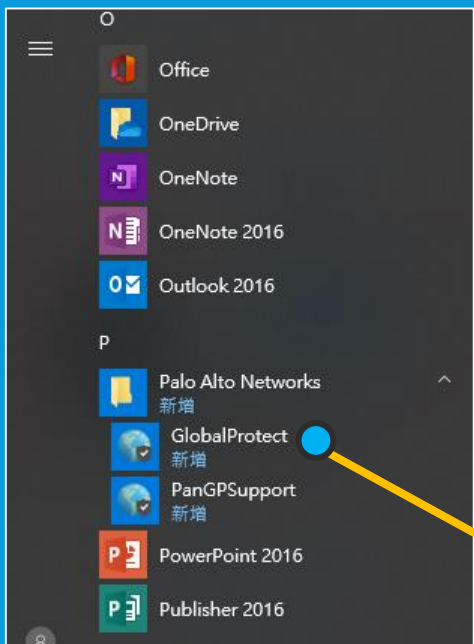 O
Office
OneDrive
OneNote
OneNote 2016
Outlook 2016
P
Palo Alto Networks
新增
GlobalProtect
新增
PanGPSupport
新增
PowerPoint 2016
Publisher 2016